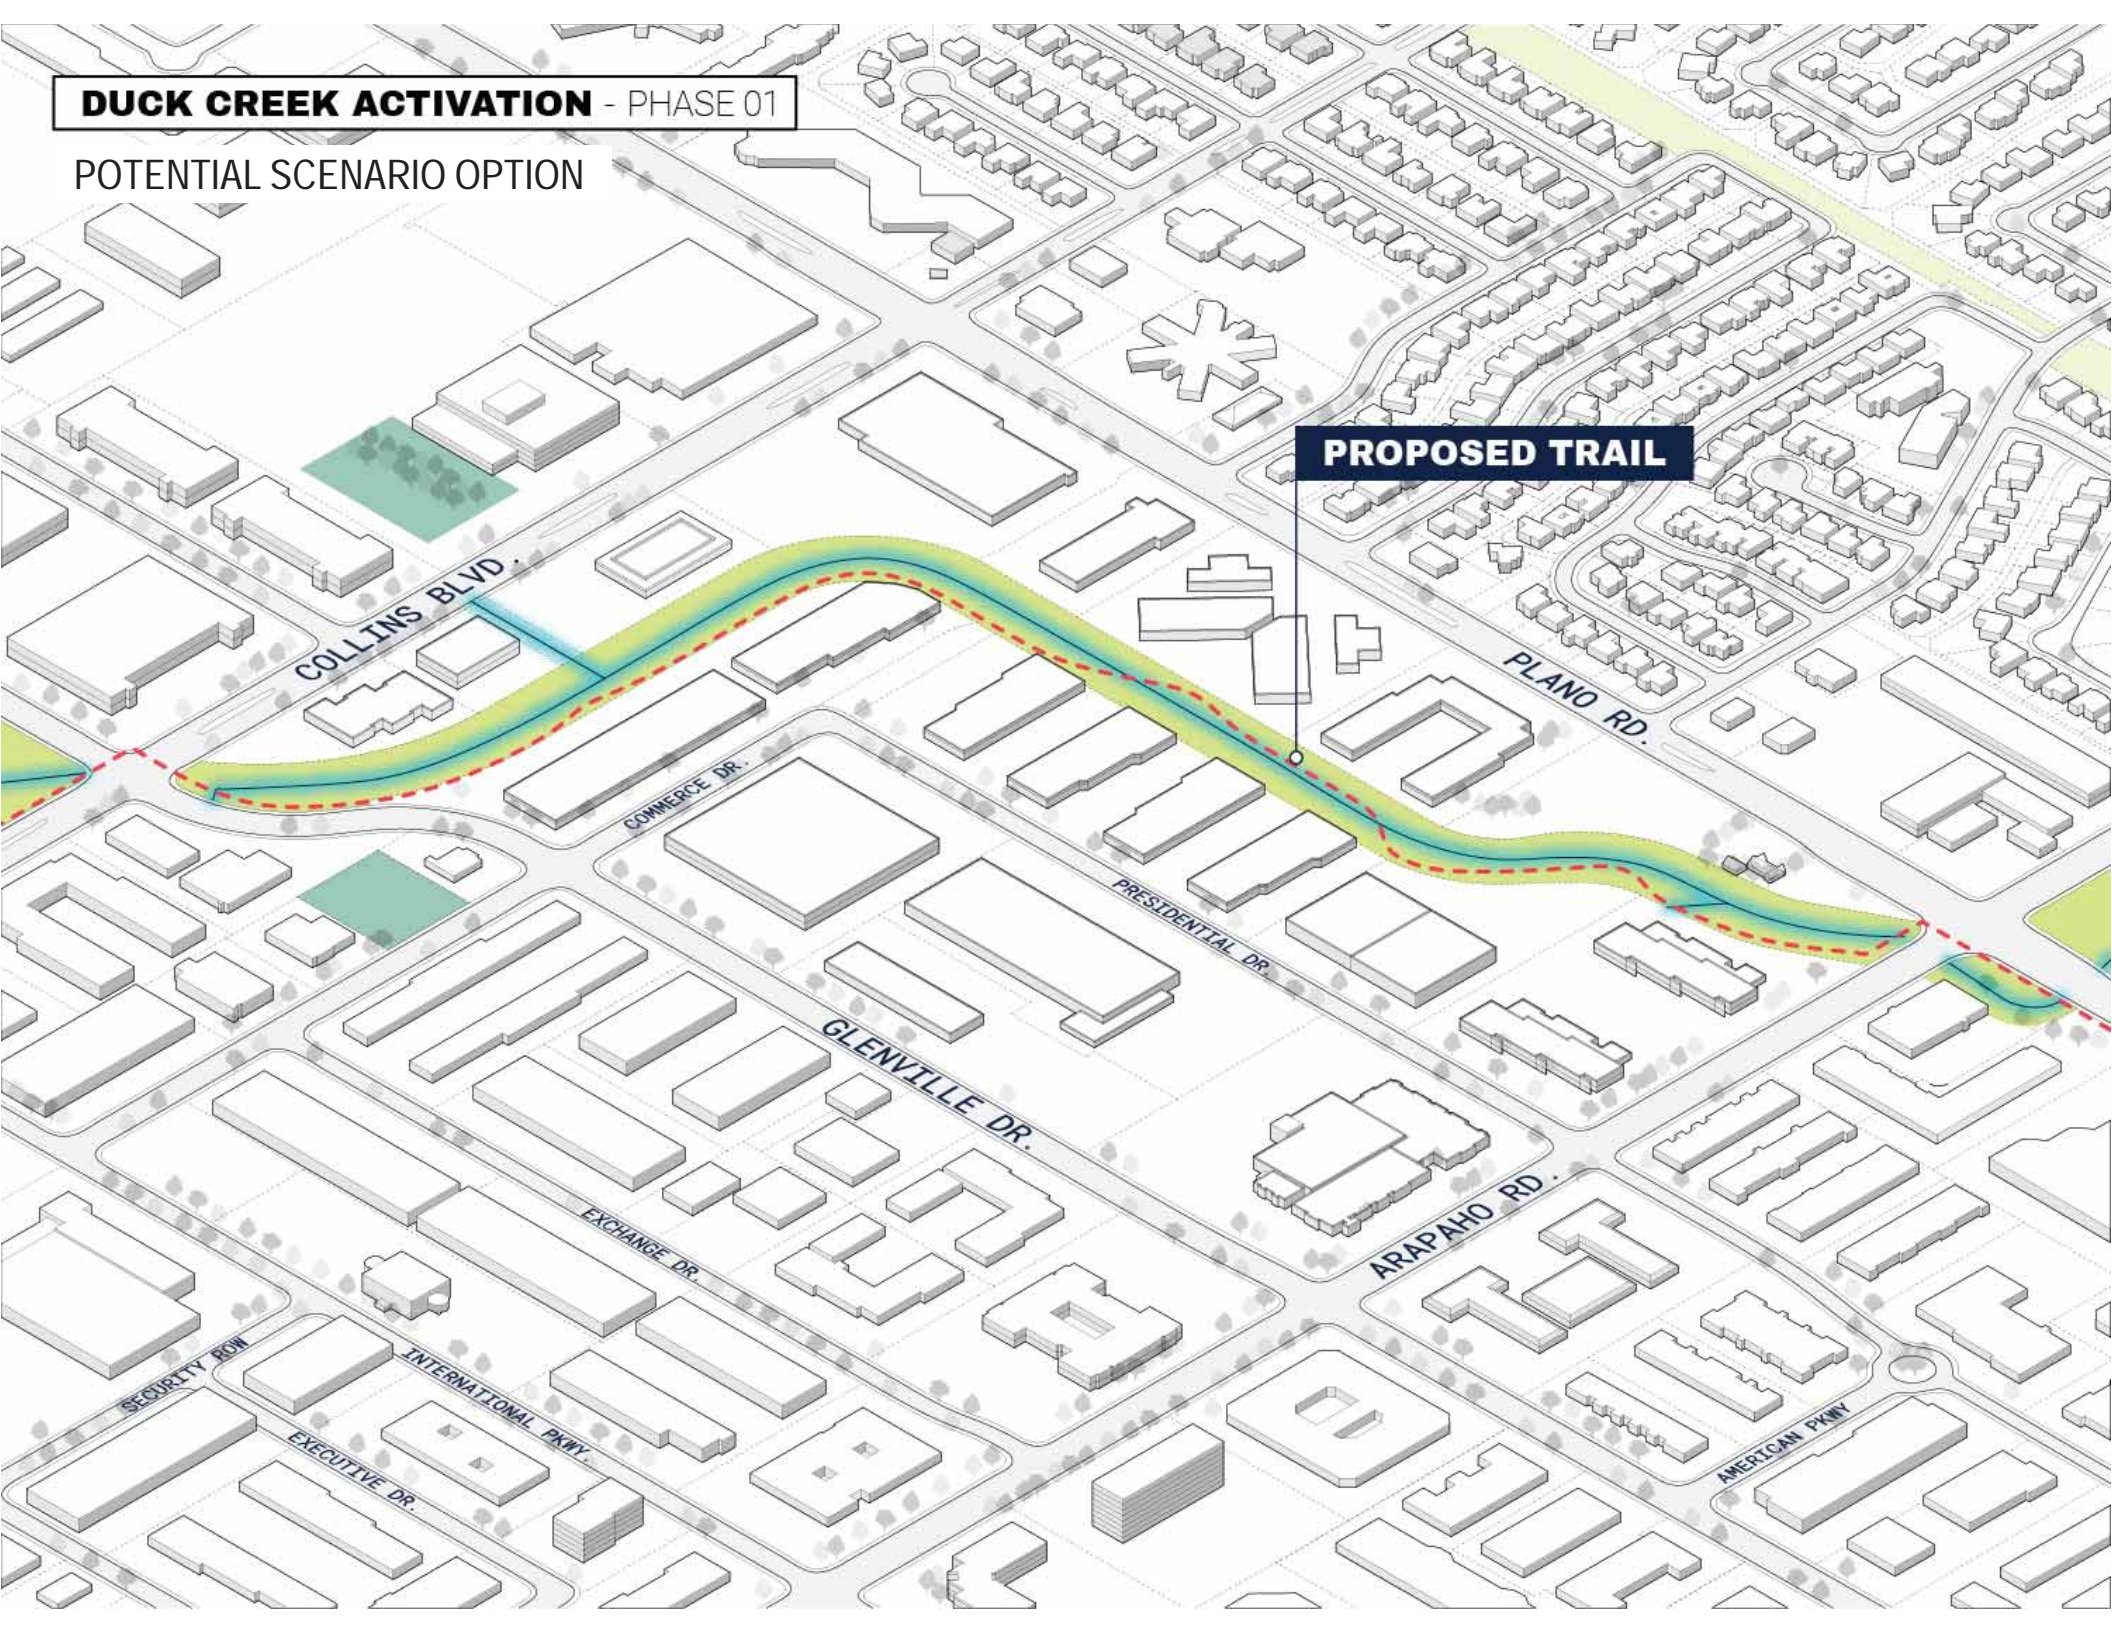 DUCK CREEK ACTIVATION - PHASE 01
POTENTIAL SCENARIO OPTION
PROPOSED TRAIL
COLLINS BLVD.
PLANO RD.
COMMERCE DR.
PRESIDENTIAL DR.
GLENVILLE DR.
ARAPAHO RD.
EXCHANGE DR.
SECURITY ROW
INTERNATIONAL PKWY.
EXECUTIVE DR.
AMERICAN PKWY